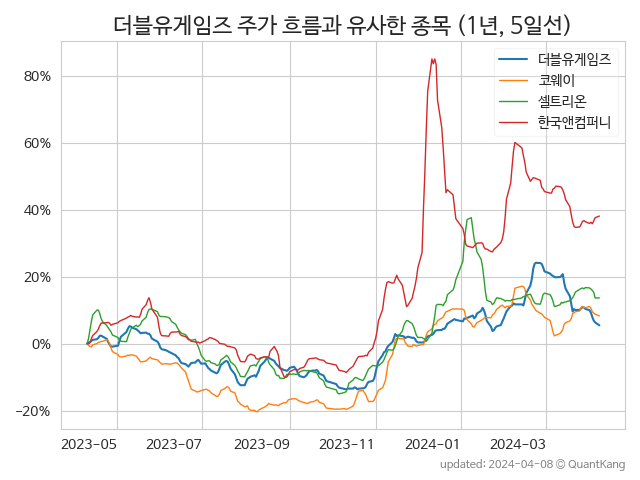 더블유게임즈 주가 흐름과 유사한 종목 (1년, 5일선)
더블유게임즈
코웨이
셀트리온
한국앤컴퍼니
80%
60%
40%
20%
0%
−20%
2023-05 2023-07 2023-09 2023-11 2024-01 2024-03
updated: 2024-04-08 © QuantKang